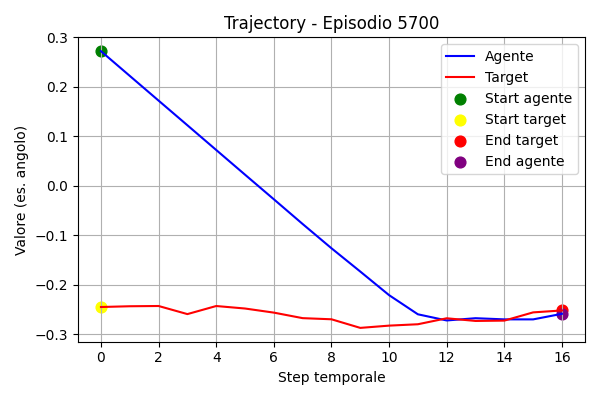 Trajectory - Episodio 5700
Valore (es. angolo)
0.3
0.2
0.1
0.0
−0.1
−0.2
−0.3
Agente
Target
Start agente
Start target
End target
End agente
0 2 4 6 8 10 12 14 16
Step temporale